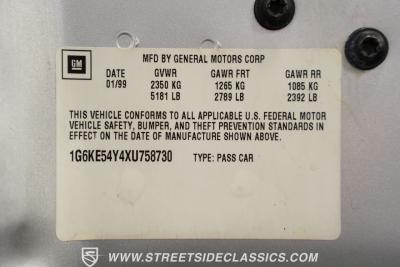 MFD BY GENERAL MOTORS CORP
GM
DATE GVWR GAWR FRT GAWR RR
01/99 2350 KG 1265 KG 1085 KG
5181 LB 2789 LB 2392 LB
THIS VEHICLE CONFORMS TO ALL APPLICABLE U.S. FEDERAL MOTOR
VEHICLE SAFETY, BUMPER, AND THEFT PREVENTION STANDARDS IN
EFFECT ON THE DATE OF MANUFACTURE SHOWN ABOVE.
1G6KE54Y4XU758730 TYPE: PASS CAR
WWW.STREETSIDECLASSICS.COM